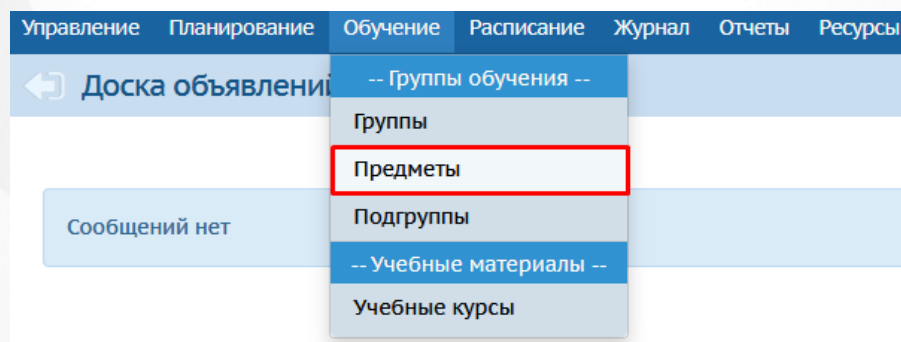 Управление Планирование Обучение Расписание Журнал Отчеты Ресурсы
Доска объявлений
-- Группы обучения --
Группы
Предметы
Подгруппы
-- Учебные материалы --
Учебные курсы
Сообщений нет